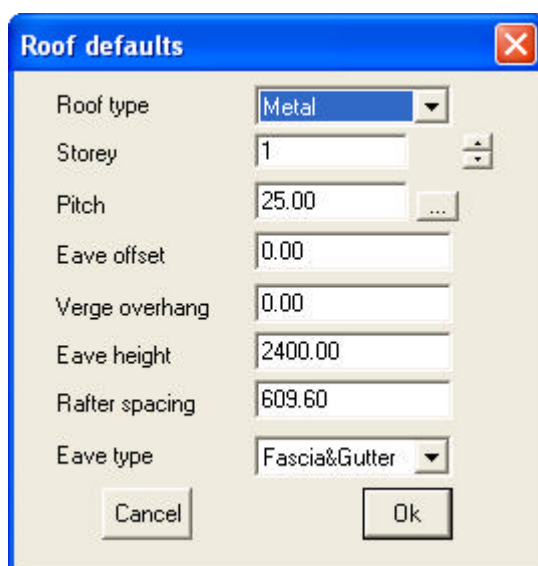 Roof defaults
Roof type Metal
Storey 1
Pitch 25.00 ...
Eave offset 0.00
Verge overhang 0.00
Eave height 2400.00
Rafter spacing 609.60
Eave type Fascia&Gutter
Cancel Ok